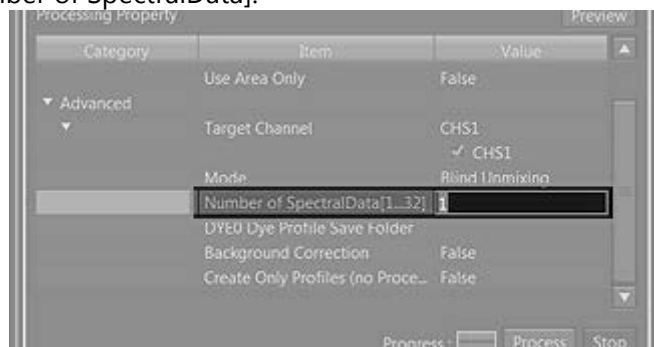 ber of SpectralData].
Processing Property Preview
Category Item Value
Use Area Only False
Advanced
Target Channel CHS1
CHS1
Mode Blind Unmixing
Number of SpectralData[1...32] 1
DYE0 Dye Profile Save Folder
Background Correction False
Create Only Profiles (no Proce... False
Progress : Process Stop